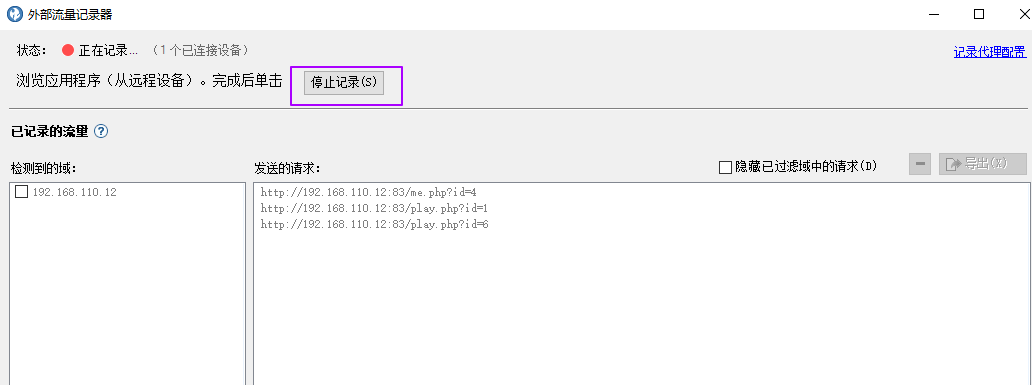 外部流量记录器
状态： 正在记录... （1 个已连接设备）
记录代理配置
浏览应用程序（从远程设备）。完成后单击 停止记录(S)
已记录的流量 ?
检测到的域：
发送的请求：
隐藏已过滤域中的请求(D)
导出(X)
192.168.110.12
http://192.168.110.12:83/me.php?id=4
http://192.168.110.12:83/play.php?id=1
http://192.168.110.12:83/play.php?id=6